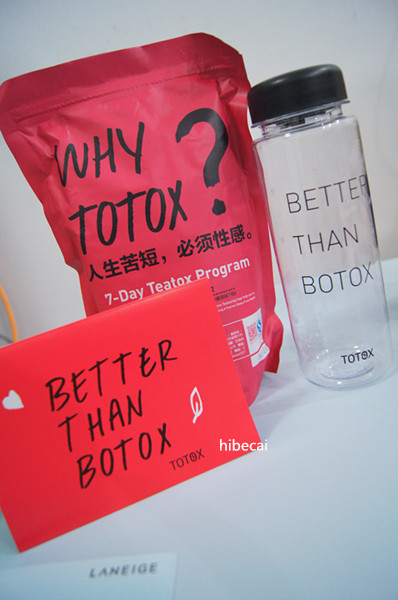 WHY
TOTOX?
人生苦短，必须性感。
7-Day Teatox Program
BETTER
THAN
BOTOX
TOTOX
BETTER
THAN
BOTOX
TOTOX
hibecai
LANEIGE